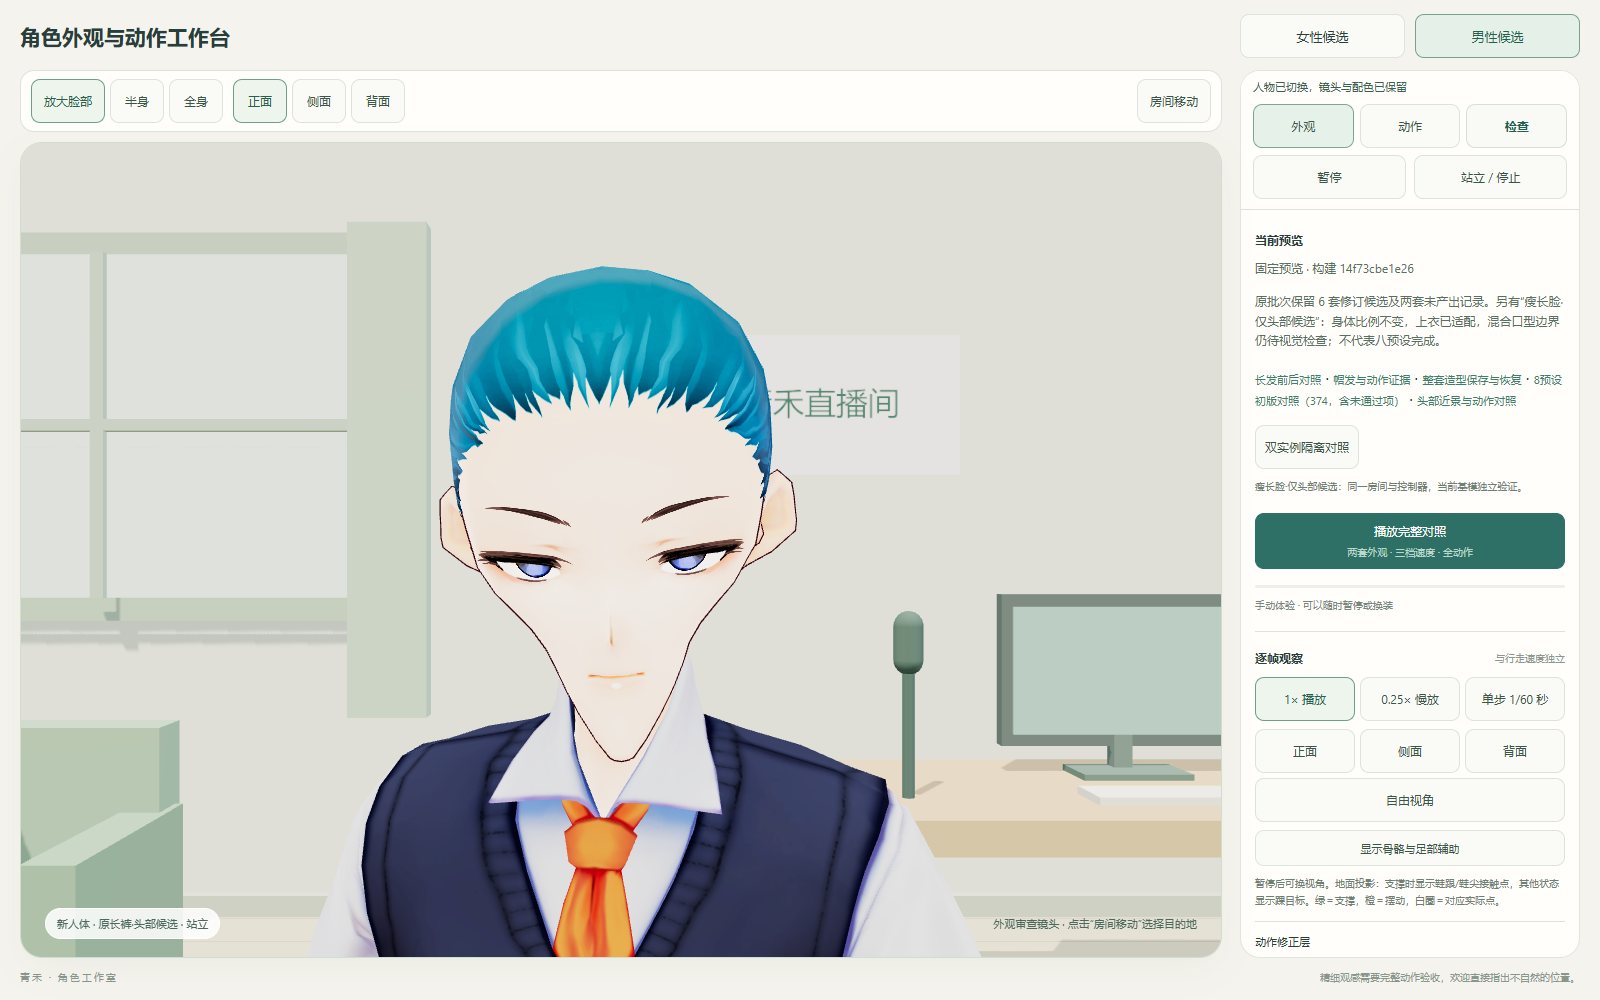 角色外观与动作工作台
女性候选
男性候选
放大脸部
半身
全身
正面
侧面
背面
房间移动
人物已切换，镜头与配色已保留
外观
动作
检查
暂停
站立 / 停止
禾直播间
新人体 · 原长裤·头部候选 · 站立
外观审查镜头 · 点击“房间移动”选择目的地
当前预览
固定预览 · 构建 14f73cbe1e26
原批次保留 6 套修订候选及两套未产出记录。另有“瘦长脸·
仅头部候选”：身体比例不变，上衣已适配，混合口型边界
仍待视觉检查；不代表八预设完成。
长发前后对照 · 帽发与动作证据 · 整套造型保存与恢复 · 8预设
初版对照（374，含未通过项） · 头部近景与动作对照
双实例隔离对照
瘦长脸·仅头部候选：同一房间与控制器，当前基模独立验证。
播放完整对照
两套外观 · 三档速度 · 全动作
手动体验 · 可以随时暂停或换装
逐帧观察
与行走速度独立
1× 播放
0.25× 慢放
单步 1/60 秒
正面
侧面
背面
自由视角
显示骨骼与足部辅助
暂停后可换视角。地面投影：支撑时显示鞋跟/鞋尖接触点，其他状态
显示踝目标。绿＝支撑，橙＝摆动，白圈＝对应实际点。
动作修正层
青禾 · 角色工作室
精细观感需要完整动作验收，欢迎直接指出不自然的位置。